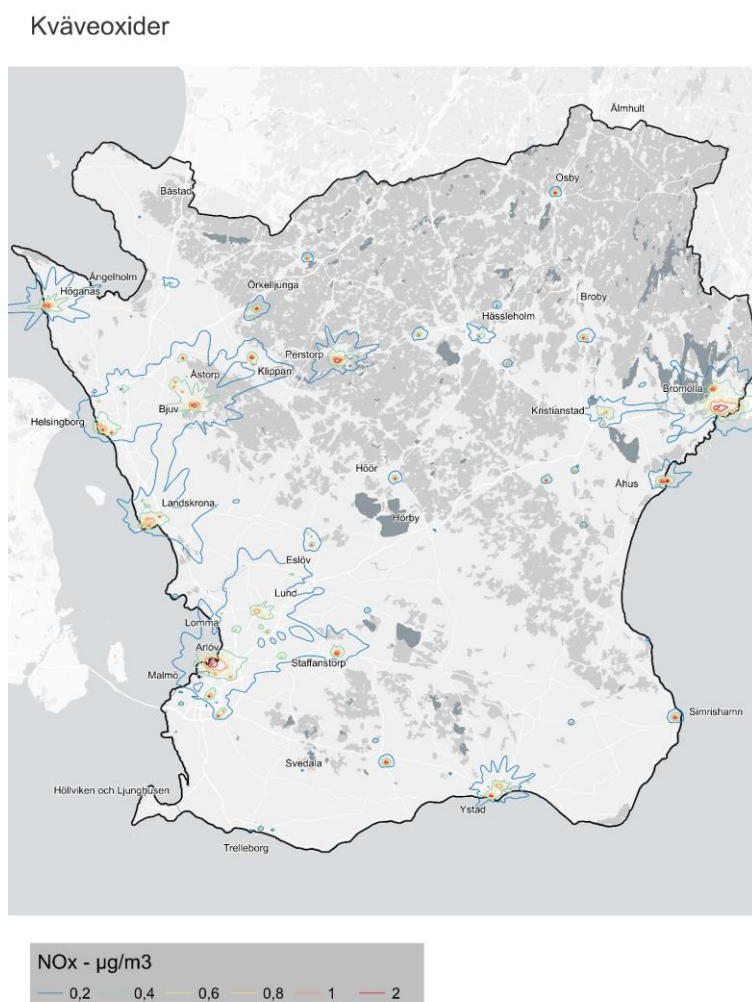 Kväveoxider
Älmhult
Osby
Båstad
Ängelholm
Höganäs
Örkelljunga
Broby
Hässleholm
Perstorp
Klippan
Åstorp
Bromölla
Bjuv
Kristianstad
Helsingborg
Höör
Åhus
Landskrona
Hörby
Eslöv
Lund
Lomma
Arlöv
Staffanstorp
Malmö
Simrishamn
Svedala
Höllviken och Ljunghusen
Ystad
Trelleborg
NOx - µg/m3
0,2 0,4 0,6 0,8 1 2